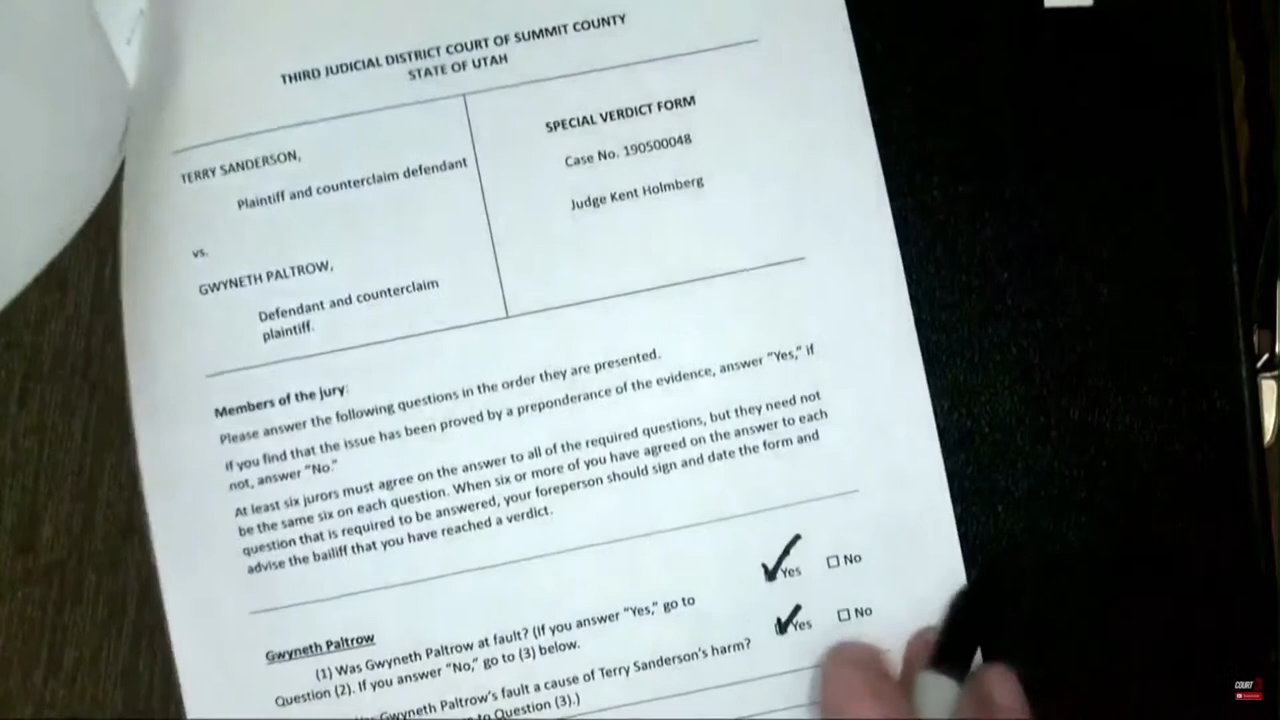 THIRD JUDICIAL DISTRICT COURT OF SUMMIT COUNTY
STATE OF UTAH
TERRY SANDERSON,
Plaintiff and counterclaim defendant
vs.
GWYNETH PALTROW,
Defendant and counterclaim
plaintiff.
SPECIAL VERDICT FORM
Case No. 190500048
Judge Kent Holmberg
Members of the jury:
Please answer the following questions in the order they are presented.
If you find that the issue has been proved by a preponderance of the evidence, answer “Yes,” if
not, answer “No.”
At least six jurors must agree on the answer to all of the required questions, but they need not
be the same six on each question. When six or more of you have agreed on the answer to each
question that is required to be answered, your foreperson should sign and date the form and
advise the bailiff that you have reached a verdict.
Gwyneth Paltrow
(1) Was Gwyneth Paltrow at fault? (If you answer “Yes,” go to
Question (2). If you answer “No,” go to (3) below.
Yes No
Gwyneth Paltrow’s fault a cause of Terry Sanderson’s harm?
to Question (3).)
Yes No
COURT